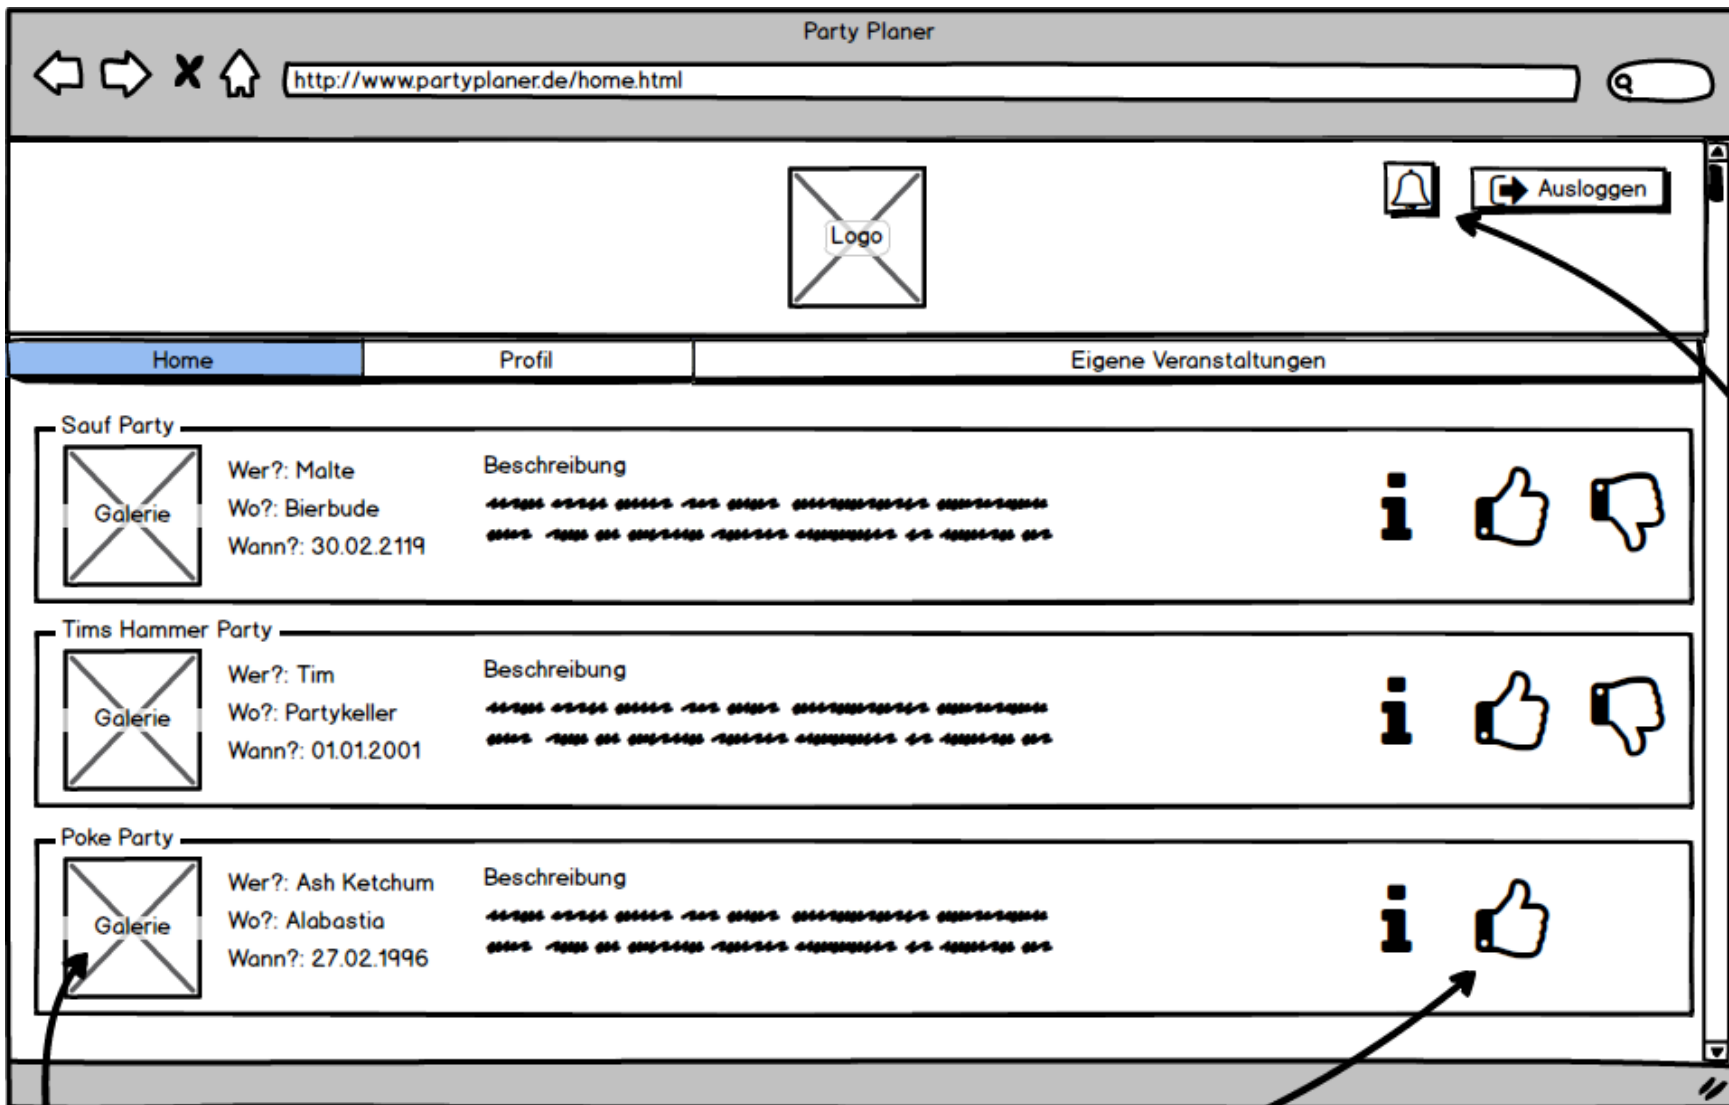 Party Planer
http://www.partyplaner.de/home.html
Logo
Ausloggen
Home
Profil
Eigene Veranstaltungen
Sauf Party
Galerie
Wer?: Malte
Wo?: Bierbude
Wann?: 30.02.2119
Beschreibung
Tims Hammer Party
Galerie
Wer?: Tim
Wo?: Partykeller
Wann?: 01.01.2001
Beschreibung
Poke Party
Galerie
Wer?: Ash Ketchum
Wo?: Alabastia
Wann?: 27.02.1996
Beschreibung